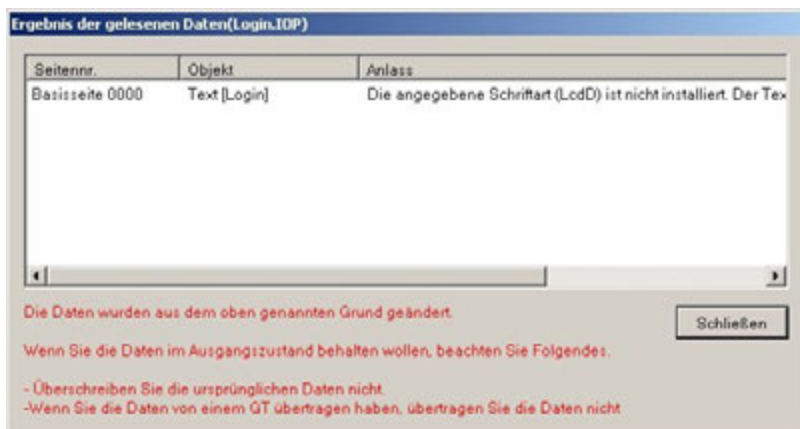 Ergebnis der gelesenen Daten(Login.IOP)
Seitennr. Objekt Anlass
Basisseite 0000 Text [Login] Die angegebene Schriftart (LcdD) ist nicht installiert. Der Tex
Die Daten wurden aus dem oben genannten Grund geändert.
Schließen
Wenn Sie die Daten im Ausgangszustand behalten wollen, beachten Sie Folgendes.
- Überschreiben Sie die ursprünglichen Daten nicht.
-Wenn Sie die Daten von einem GT übertragen haben, übertragen Sie die Daten nicht